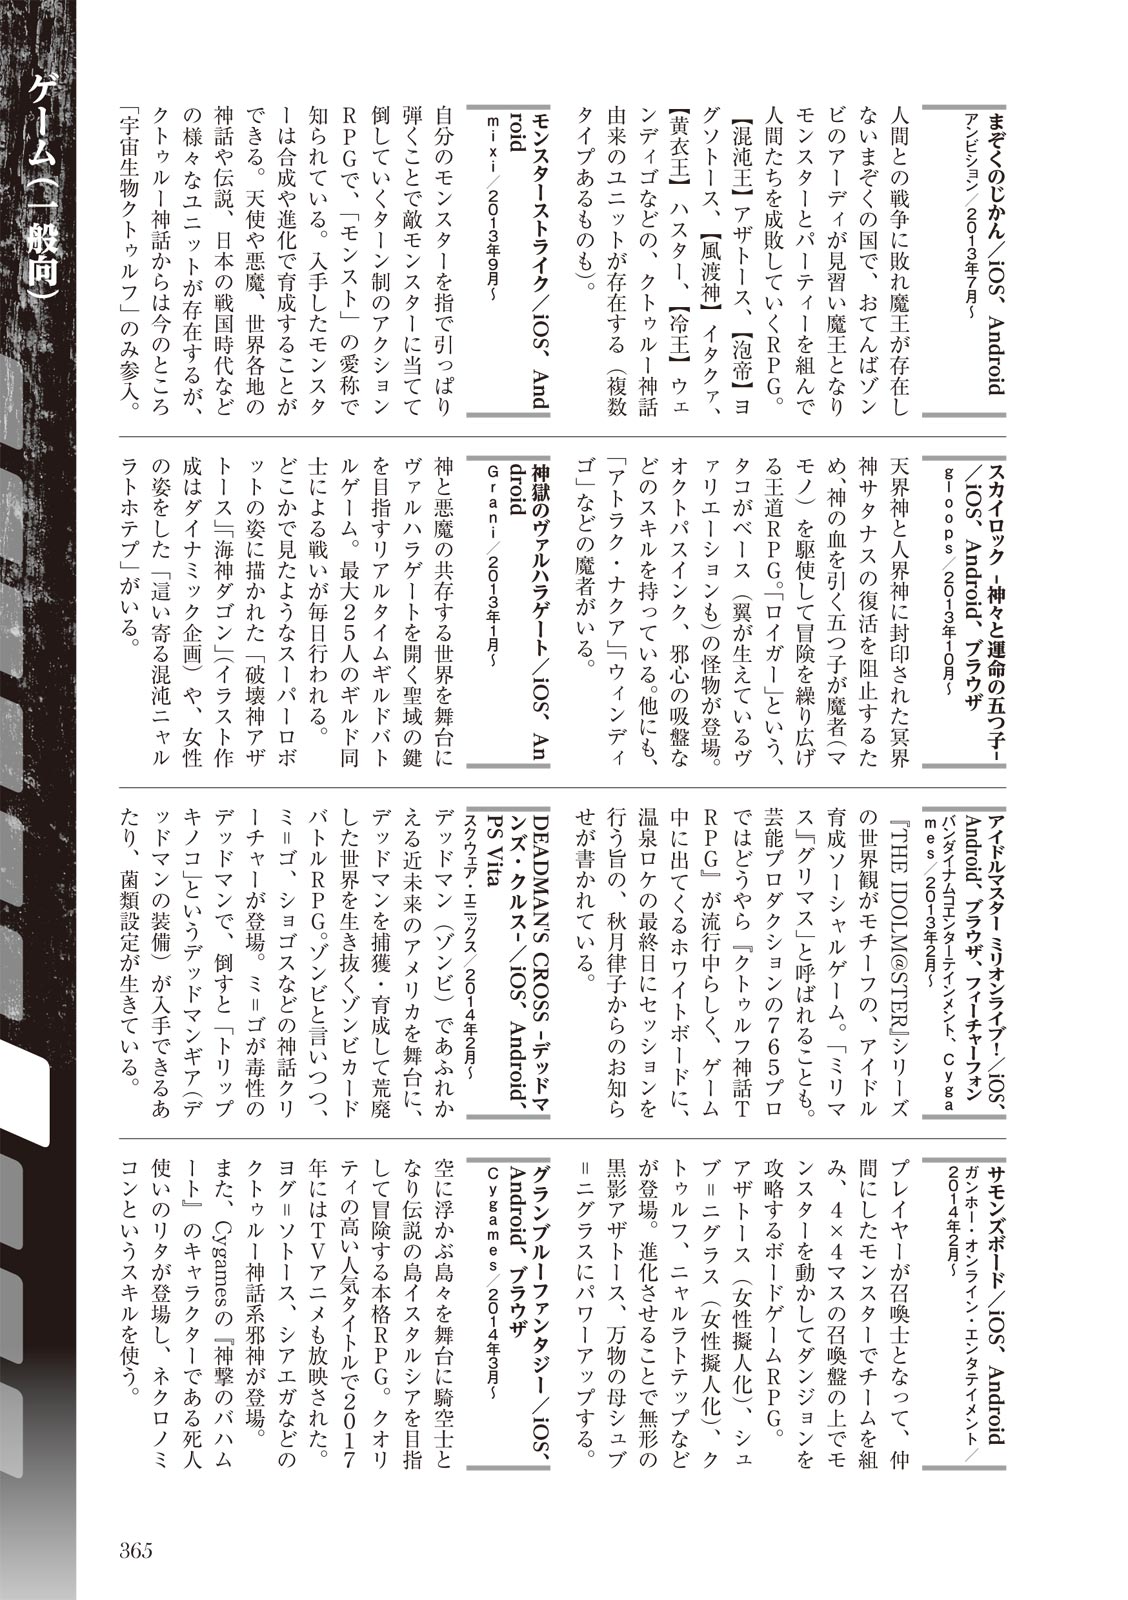 ゲーム（一般向）
まぞくのじかん／iOS、Android
アンビション／2013年7月〜
人間との戦争に敗れ魔王が存在し
ないまぞくの国で、おてんばゾン
ビのアーディが見習い魔王となり
モンスターとパーティーを組んで
人間たちを成敗していくRPG。
【混沌王】アザトース、【泡帝】ヨ
グソトース、【風渡神】イタクァ、
【黄衣王】ハスター、【冷王】ウェ
ンディゴなどの、クトゥルー神話
由来のユニットが存在する（複数
タイプあるものも）。
モンスターストライク／iOS、And
roid
mixi／2013年9月〜
自分のモンスターを指で引っぱり
弾くことで敵モンスターに当てて
倒していくターン制のアクション
RPGで、「モンスト」の愛称で
知られている。入手したモンスタ
ーは合成や進化で育成することが
できる。天使や悪魔、世界各地の
神話や伝説、日本の戦国時代など
の様々なユニットが存在するが、
クトゥルー神話からは今のところ
「宇宙生物クトゥルフ」のみ参入。
スカイロック −神々と運命の五つ子−
／iOS、Android、ブラウザ
gloops／2013年10月〜
天界神と人界神に封印された冥界
神サタナスの復活を阻止するた
め、神の血を引く五つ子が魔者（マ
モノ）を駆使して冒険を繰り広げ
る王道RPG。「ロイガー」という、
タコがベース（翼が生えているヴ
ァリエーションも）の怪物が登場。
オクトパスインク、邪心の吸盤な
どのスキルを持っている。他にも、
「アトラク・ナクア」「ウィンディ
ゴ」などの魔者がいる。
神獄のヴァルハラゲート／iOS、An
droid
Grani／2013年1月〜
神と悪魔の共存する世界を舞台に
ヴァルハラゲートを開く聖域の鍵
を目指すリアルタイムギルドバト
ルゲーム。最大25人のギルド同
士による戦いが毎日行われる。
どこかで見たようなスーパーロボ
ットの姿に描かれた「破壊神アザ
トース」「海神ダゴン」（イラスト作
成はダイナミック企画）や、女性
の姿をした「這い寄る混沌ニャル
ラトホテプ」がいる。
アイドルマスター ミリオンライブ！／iOS、
Android、ブラウザ、フィーチャーフォン
バンダイナムコエンターテインメント、Cyga
mes／2013年2月〜
『THE IDOLM@STER』シリーズ
の世界観がモチーフの、アイドル
育成ソーシャルゲーム。「ミリマ
ス」『グリマス」と呼ばれることも。
芸能プロダクションの765プロ
ではどうやら『クトゥルフ神話T
RPG』が流行中らしく、ゲーム
中に出てくるホワイトボードに、
温泉ロケの最終日にセッションを
行う旨の、秋月律子からのお知ら
せが書かれている。
DEADMAN'S CROSS −デッドマ
ンズ・クルス−／iOS、Android、
PS Vita
スクウェア・エニックス／2014年2月〜
デッドマン（ゾンビ）であふれか
える近未来のアメリカを舞台に、
デッドマンを捕獲・育成して荒廃
した世界を生き抜くゾンビカード
バトルRPG。ゾンビと言いつつ、
ミ＝ゴ、ショゴスなどの神話クリ
ーチャーが登場。ミ＝ゴが毒性の
デッドマンで、倒すと「トリップ
キノコ」というデッドマンギア（デ
ッドマンの装備）が入手できるあ
たり、菌類設定が生きている。
サモンズボード／iOS、Android
ガンホー・オンライン・エンタテイメント／
2014年2月〜
プレイヤーが召喚士となって、仲
間にしたモンスターでチームを組
み、4×4マスの召喚盤の上でモ
ンスターを動かしてダンジョンを
攻略するボードゲームRPG。
アザトース（女性擬人化）、シュ
ブ＝ニグラス（女性擬人化）、ク
トゥルフ、ニャルラトテップなど
が登場。進化させることで無形の
黒影アザトース、万物の母シュブ
＝ニグラスにパワーアップする。
グランブルーファンタジー／iOS、
Android、ブラウザ
Cygames／2014年3月〜
空に浮かぶ島々を舞台に騎空士と
なり伝説の島イスタルシアを目指
して冒険する本格RPG。クオリ
ティの高い人気タイトルで2017
年にはTVアニメも放映された。
ヨグ＝ソトース、シアエガなどの
クトゥルー神話系邪神が登場。
また、Cygamesの『神撃のバハム
ート』のキャラクターである死人
使いのリタが登場し、ネクロノミ
コンというスキルを使う。
365